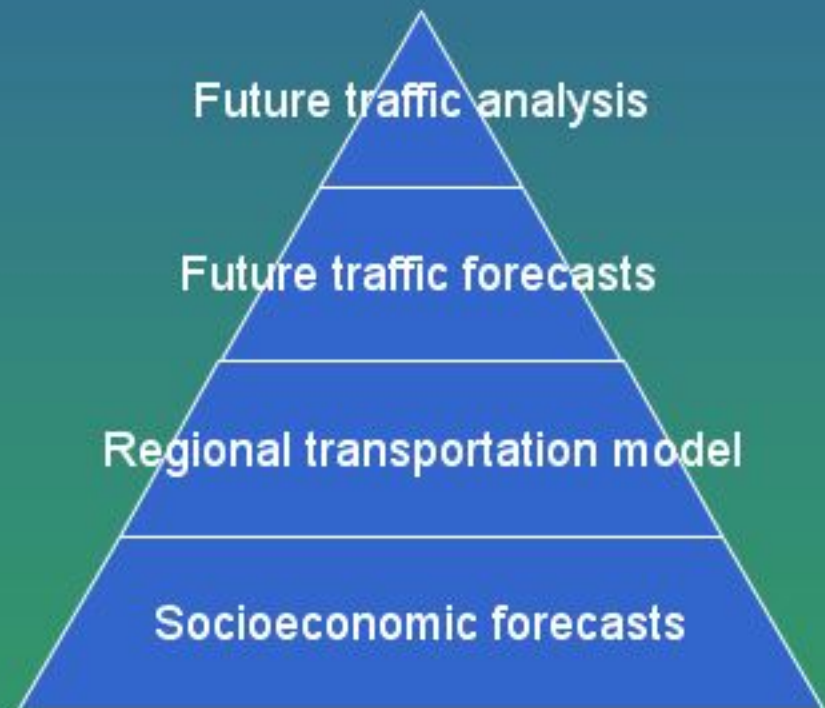 Future traffic analysis
Future traffic forecasts
Regional transportation model
Socioeconomic forecasts